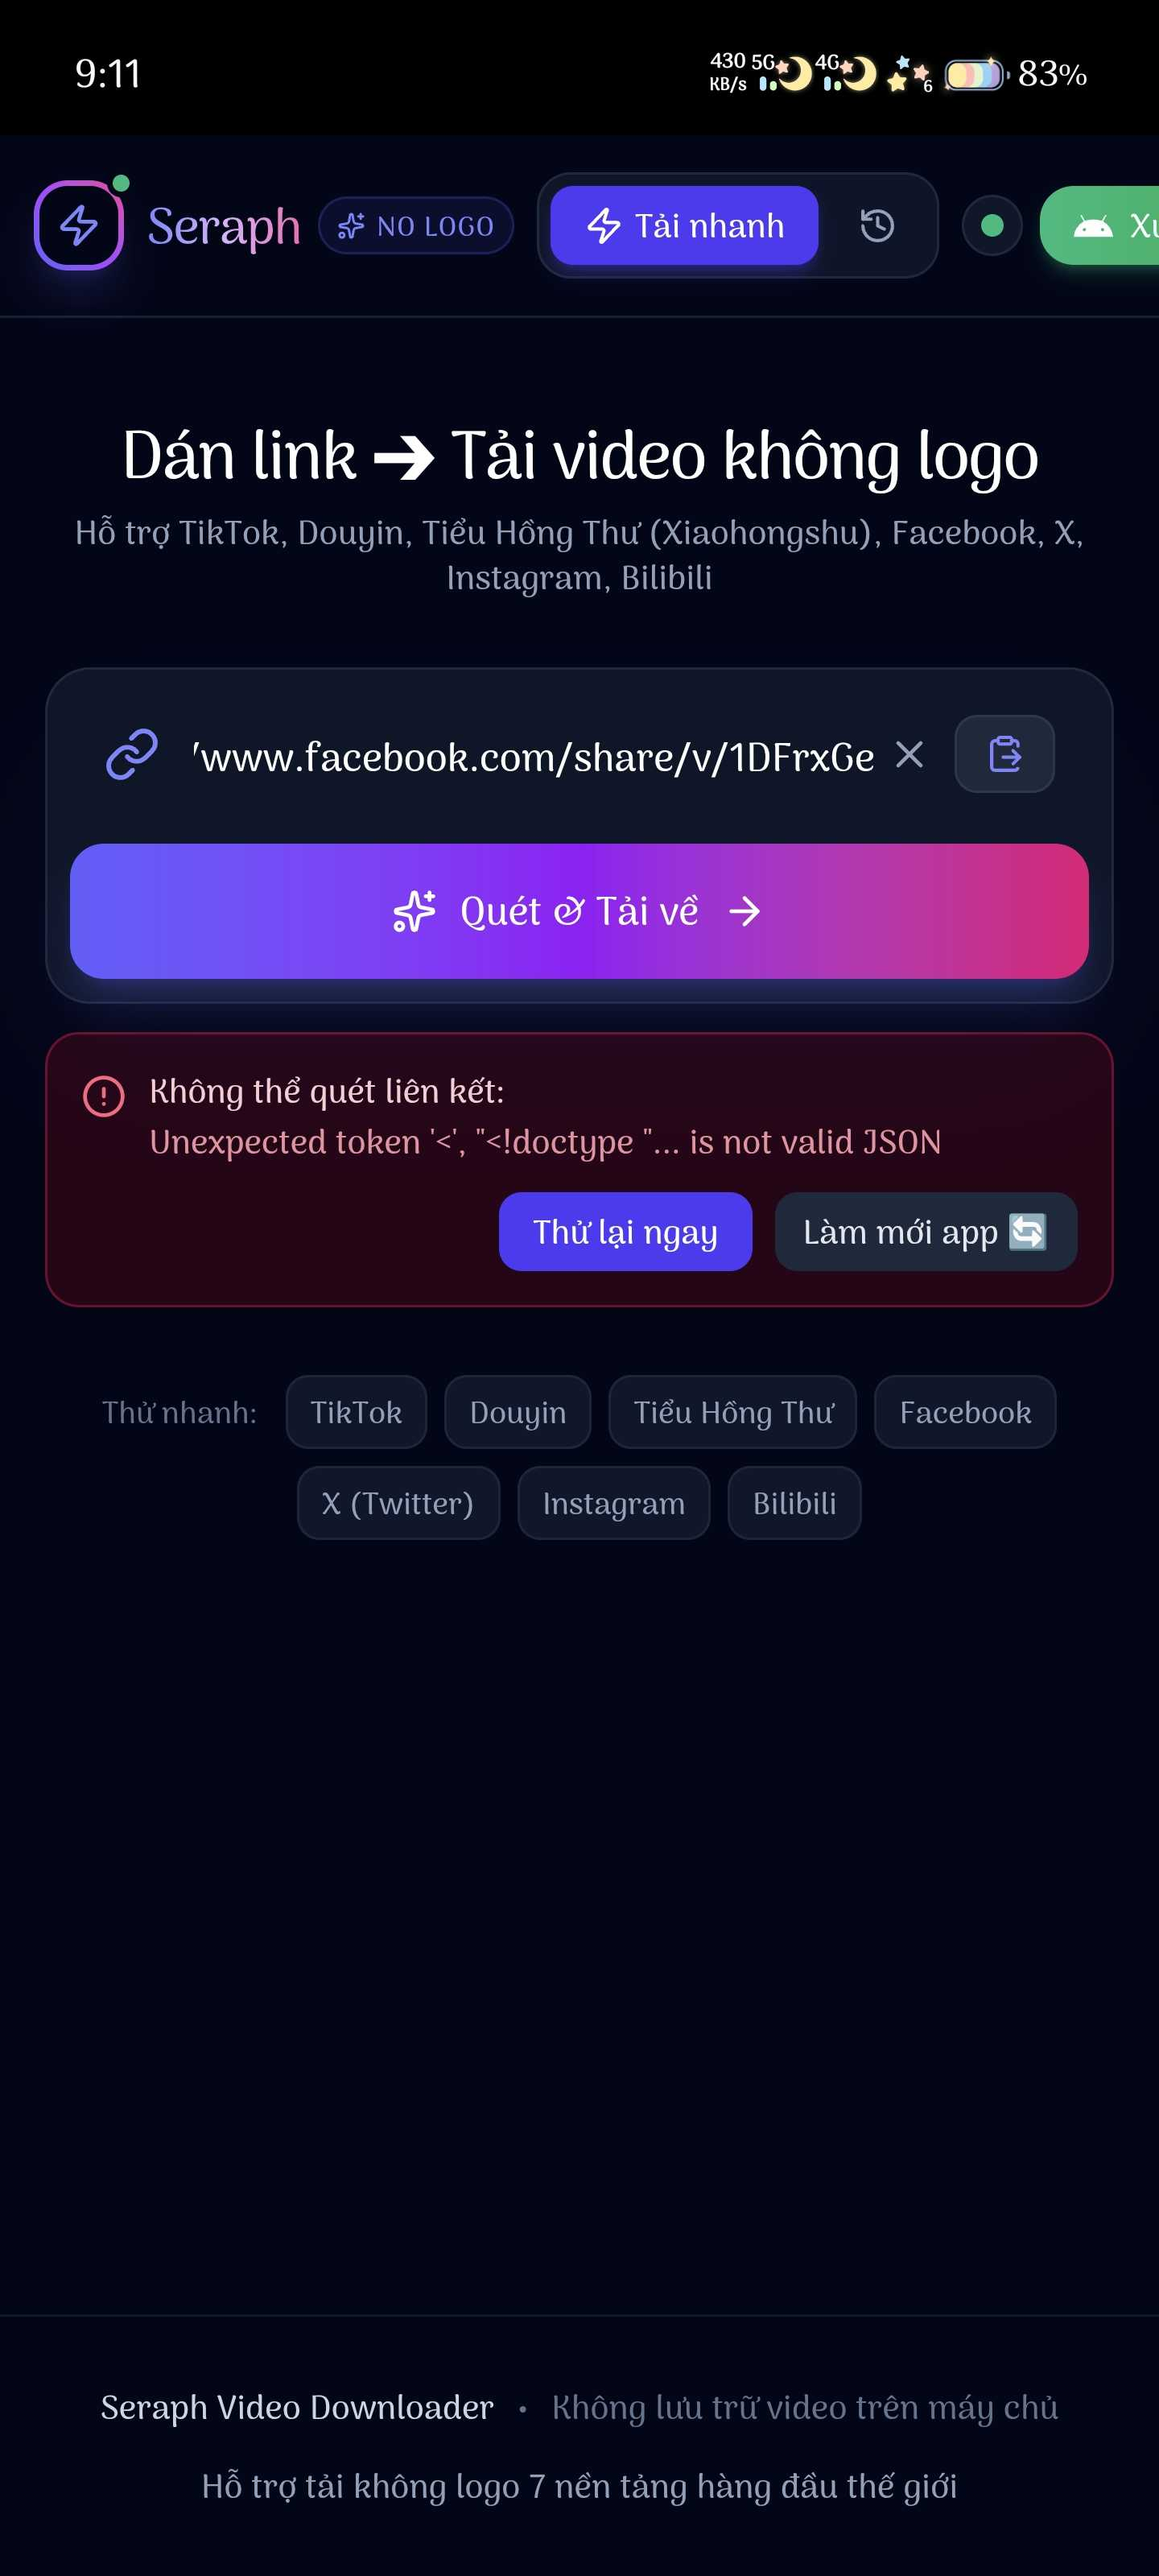 9:11
430 KB/s 5G 4G 6 83%
Seraph NO LOGO Tải nhanh
Dán link ➔ Tải video không logo
Hỗ trợ TikTok, Douyin, Tiểu Hồng Thư (Xiaohongshu), Facebook, X,
Instagram, Bilibili
/www.facebook.com/share/v/1DFrxGe
Quét & Tải về →
Không thể quét liên kết:
Unexpected token '<', "<!doctype "... is not valid JSON
Thử lại ngay Làm mới app 🔄
Thử nhanh: TikTok Douyin Tiểu Hồng Thư Facebook
X (Twitter) Instagram Bilibili
Seraph Video Downloader • Không lưu trữ video trên máy chủ
Hỗ trợ tải không logo 7 nền tảng hàng đầu thế giới